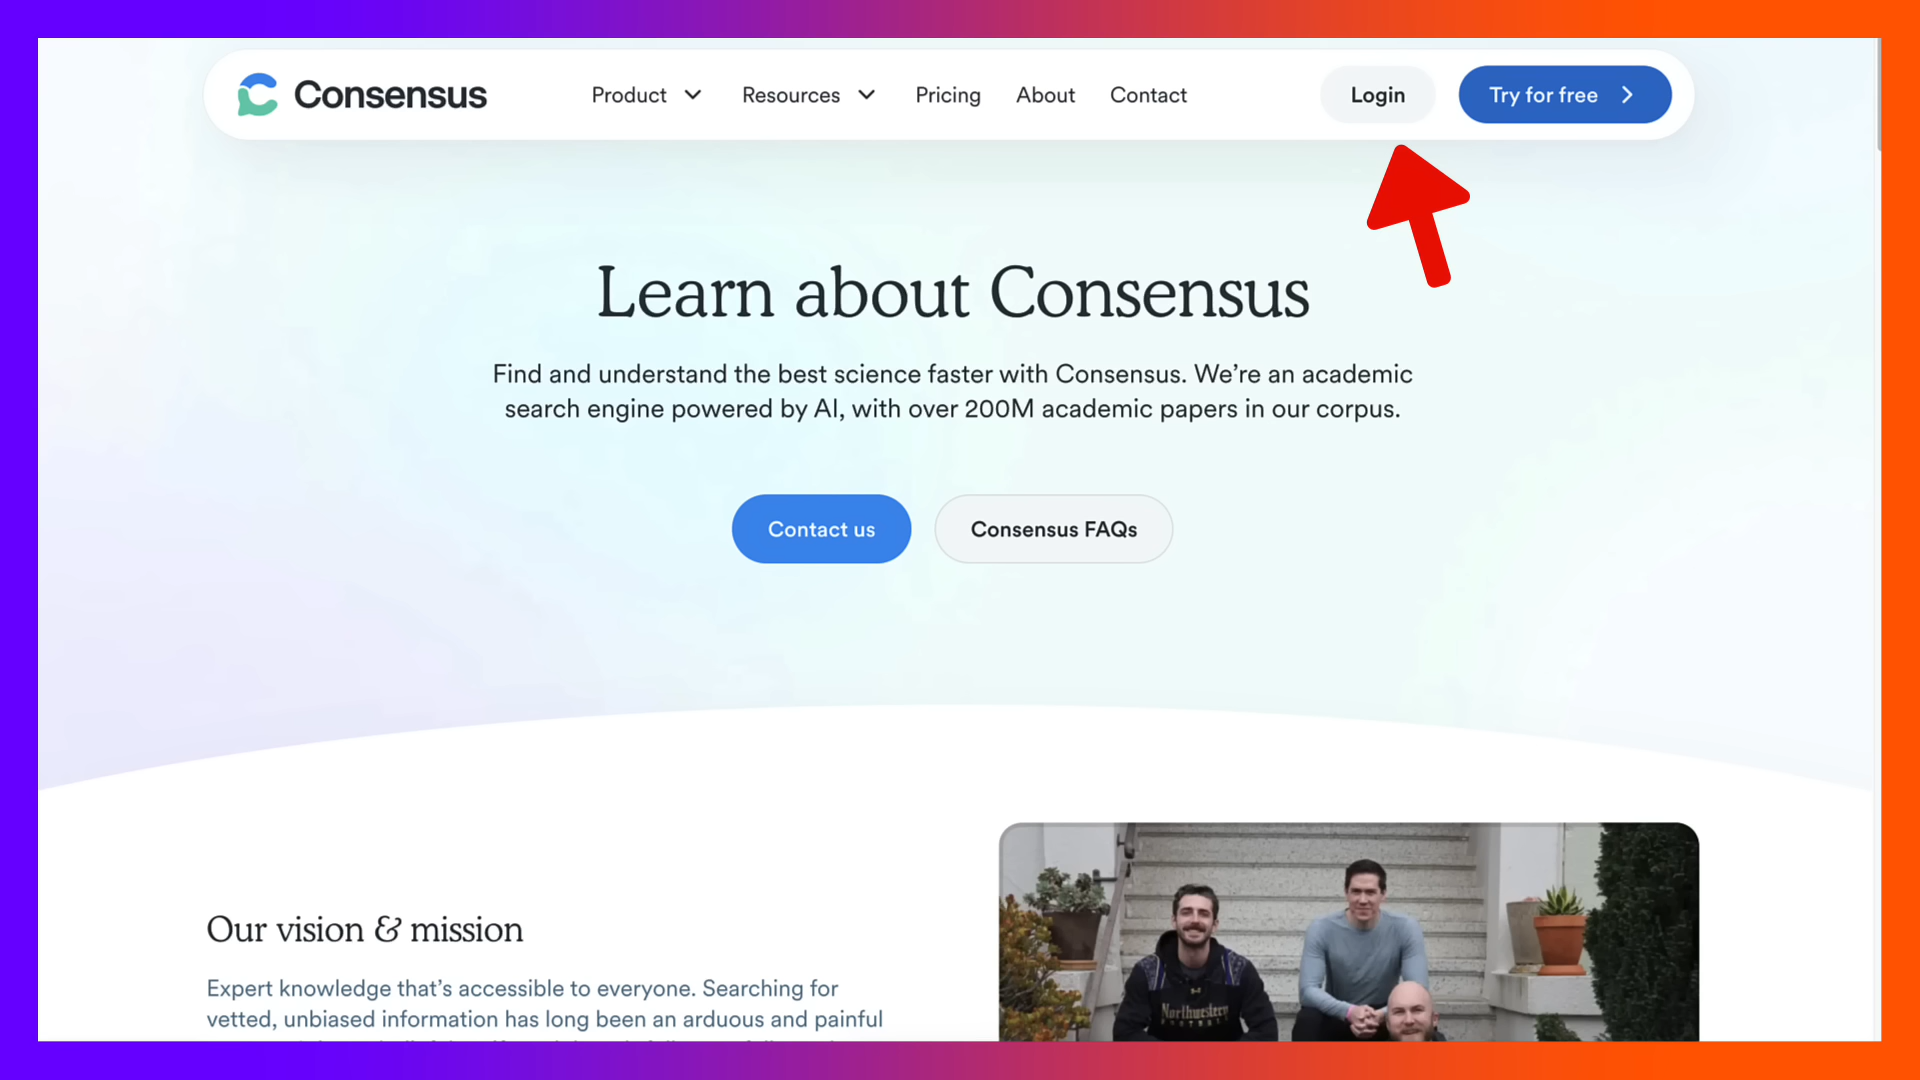 Consensus
Product
Resources
Pricing
About
Contact
Login
Try for free
Learn about Consensus
Find and understand the best science faster with Consensus. We’re an academic
search engine powered by AI, with over 200M academic papers in our corpus.
Contact us
Consensus FAQs
Our vision & mission
Expert knowledge that’s accessible to everyone. Searching for
vetted, unbiased information has long been an arduous and painful
Northwestern
FOOTBALL